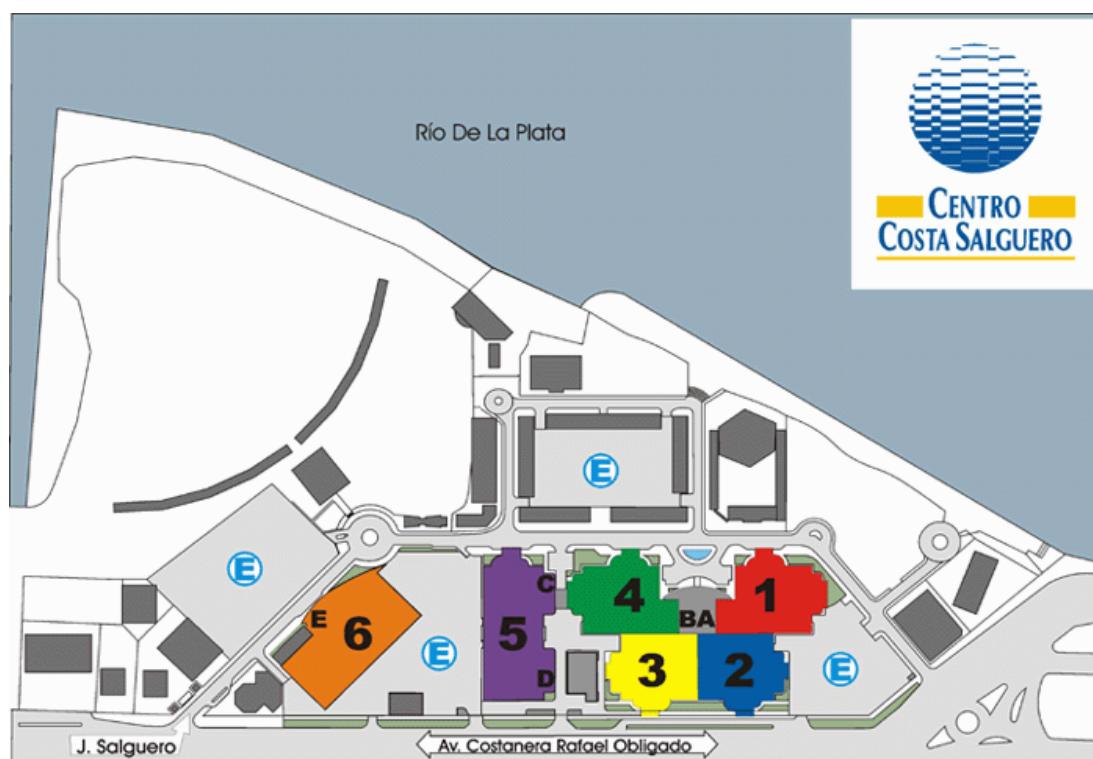 Río De La Plata
CENTRO
COSTA SALGUERO
E
E
C
4
1
E
6
5
BA
E
3
2
E
D
J. Salguero
Av. Costanera Rafael Obligado